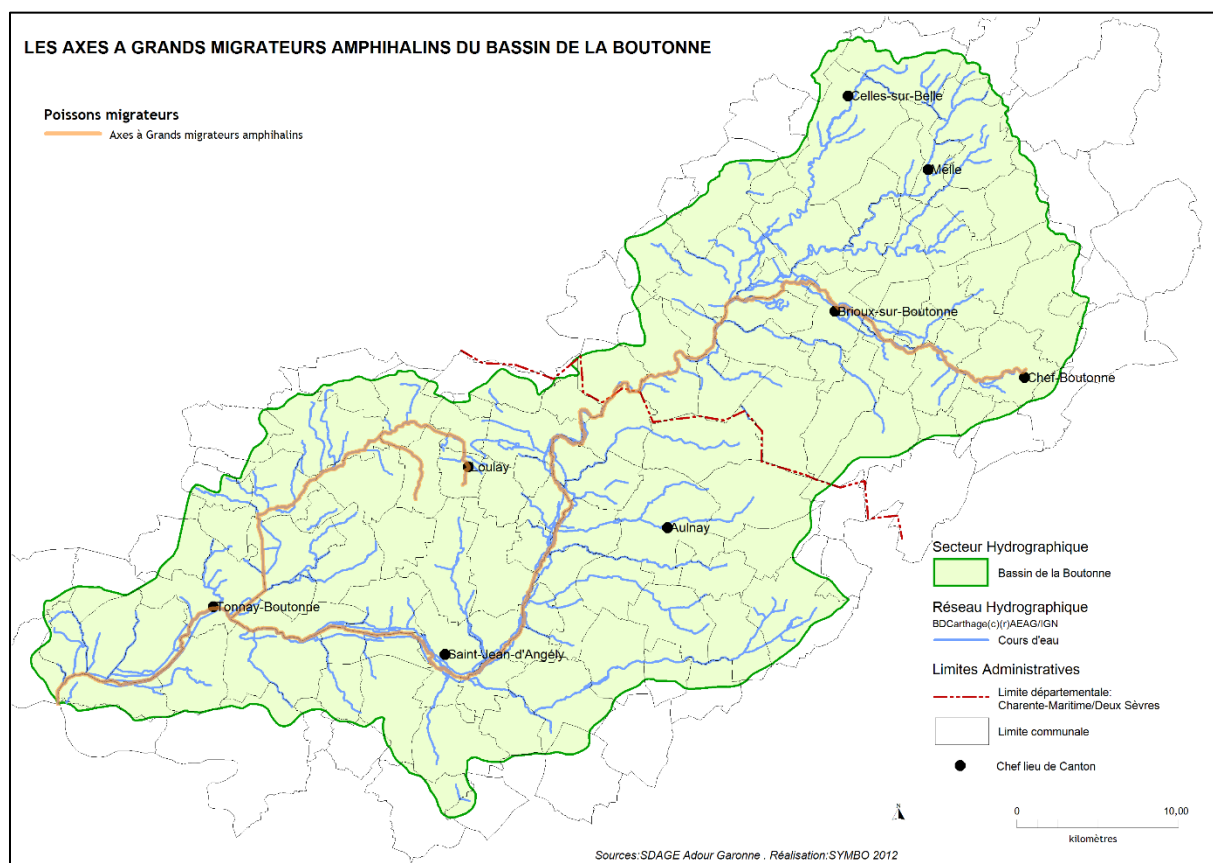 LES AXES A GRANDS MIGRATEURS AMPHIHALINS DU BASSIN DE LA BOUTONNE
Poissons migrateurs
Axes à Grands migrateurs amphihalins
Celles-sur-Belle
Melle
Brioux-sur-Boutonne
Chef-Boutonne
Loulay
Aulnay
Tonnay-Boutonne
Saint-Jean-d'Angély
Secteur Hydrographique
Bassin de la Boutonne
Réseau Hydrographique
BDCarthage(c)(r)AEAG/IGN
Cours d'eau
Limites Administratives
Limite départementale:
Charente-Maritime/Deux Sèvres
Limite communale
Chef lieu de Canton
N
0 10,00
kilomètres
Sources:SDAGE Adour Garonne . Réalisation:SYMBO 2012